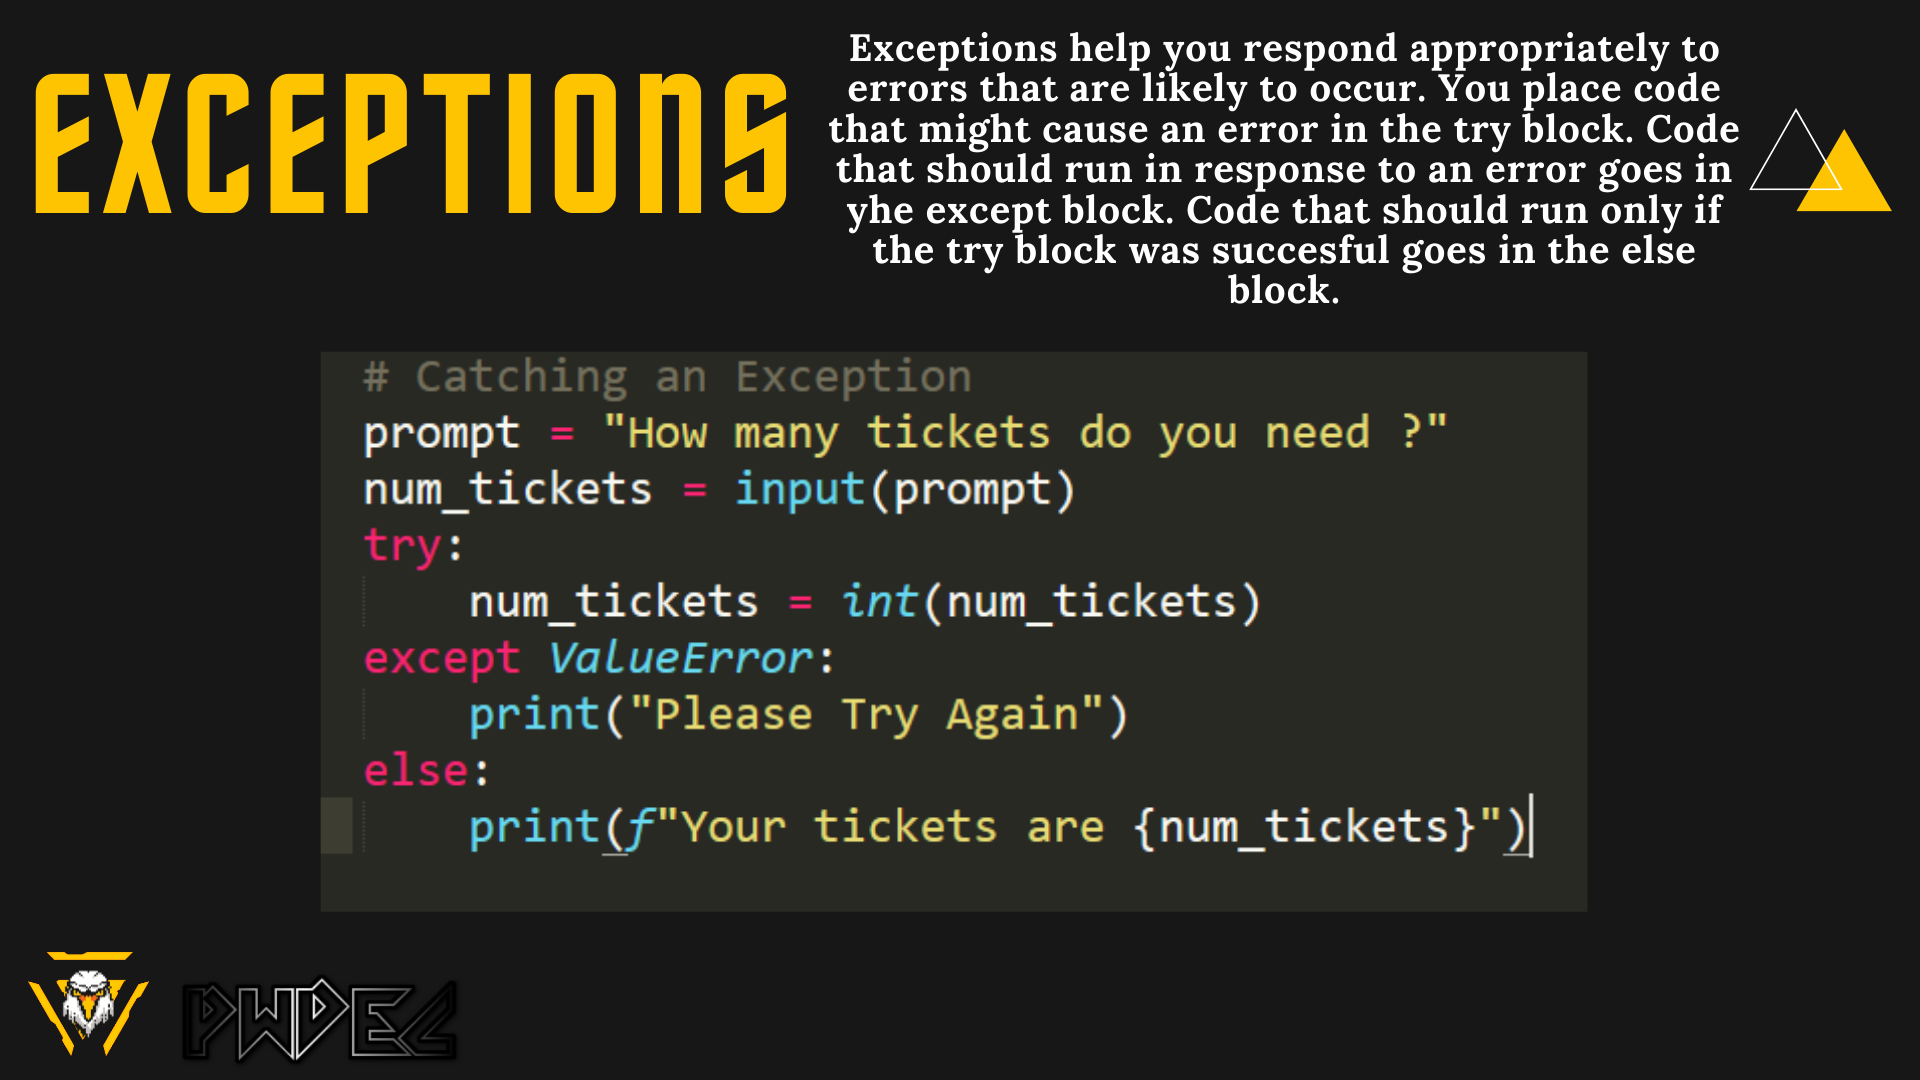 EXCEPTIONS
Exceptions help you respond appropriately to
errors that are likely to occur. You place code
that might cause an error in the try block. Code
that should run in response to an error goes in
yhe except block. Code that should run only if
the try block was succesful goes in the else
block.
# Catching an Exception
prompt = "How many tickets do you need ?"
num_tickets = input(prompt)
try:
    num_tickets = int(num_tickets)
except ValueError:
    print("Please Try Again")
else:
    print(f"Your tickets are {num_tickets}")
PWDEC